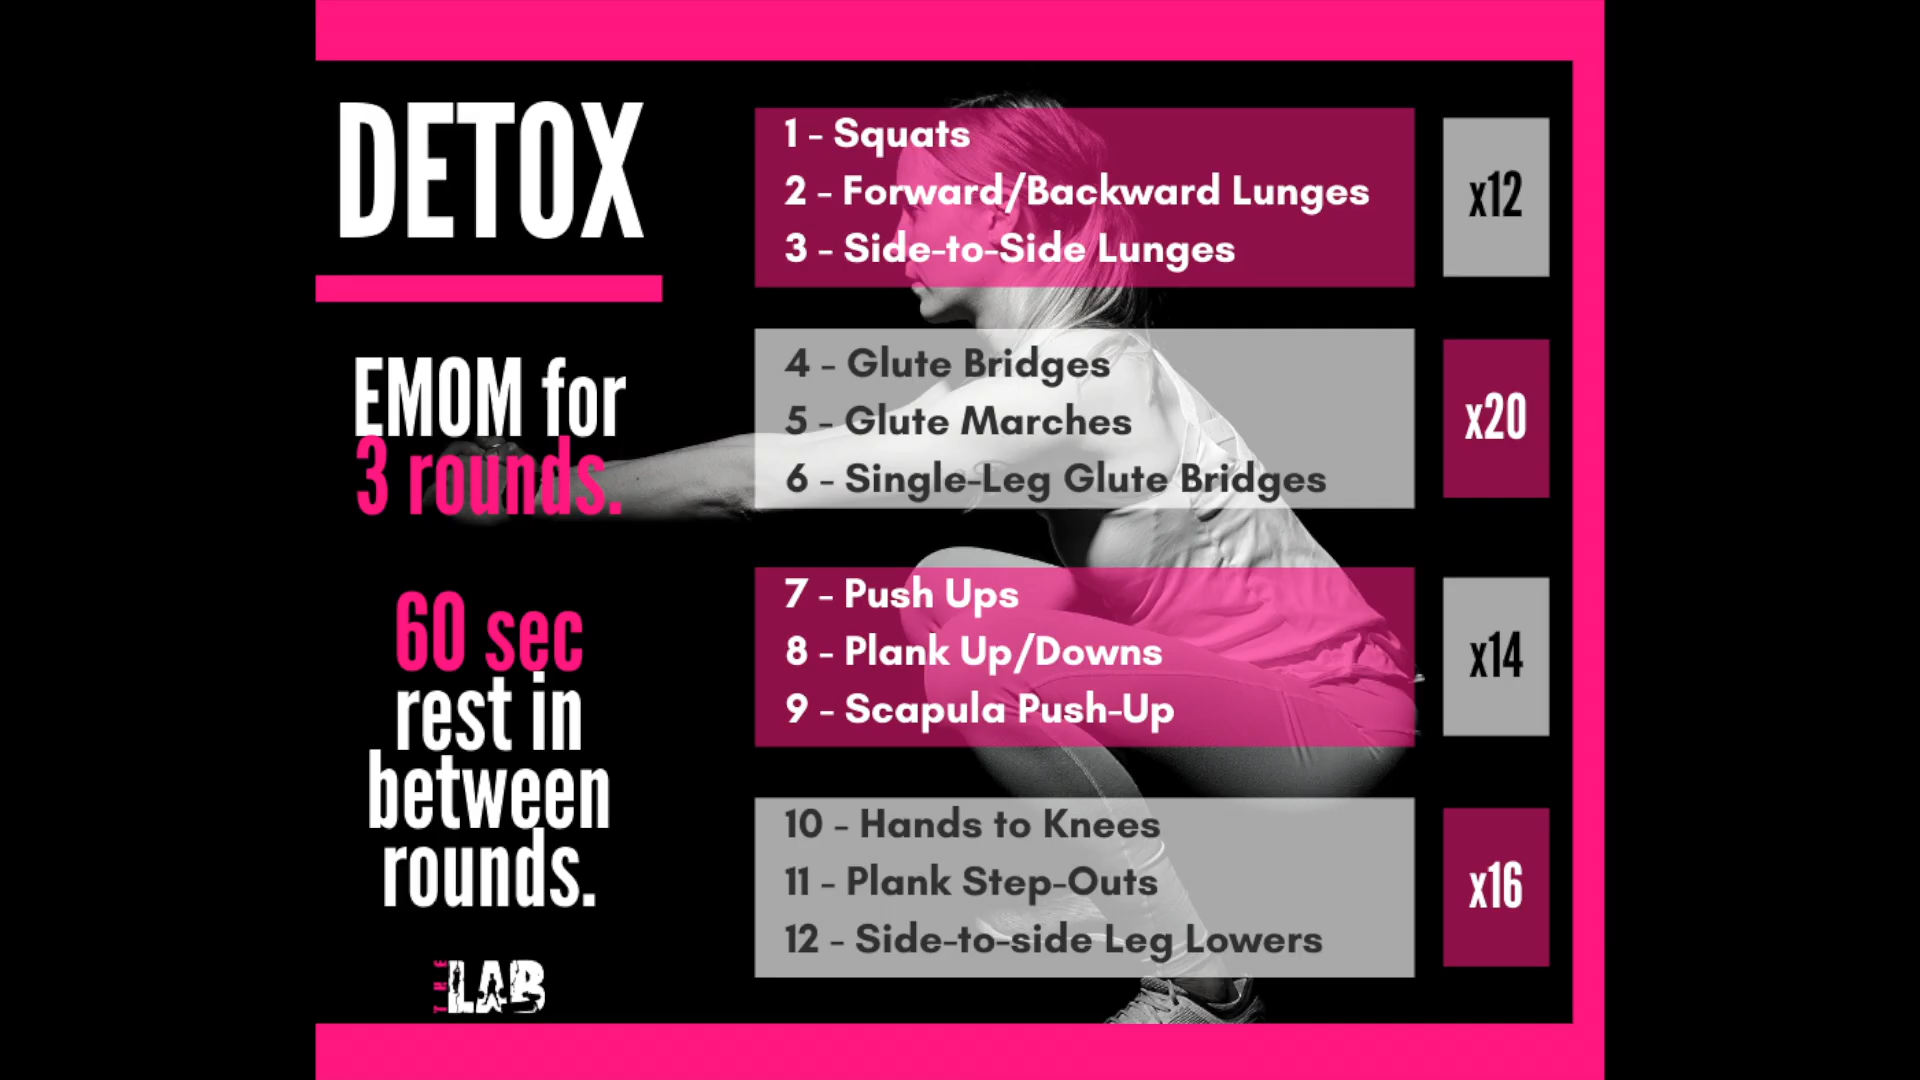 DETOX
EMOM for
3 rounds.
60 sec
rest in
between
rounds.
THE LAB
1 - Squats
2 - Forward/Backward Lunges
3 - Side-to-Side Lunges
x12
4 - Glute Bridges
5 - Glute Marches
6 - Single-Leg Glute Bridges
x20
7 - Push Ups
8 - Plank Up/Downs
9 - Scapula Push-Up
x14
10 - Hands to Knees
11 - Plank Step-Outs
12 - Side-to-side Leg Lowers
x16